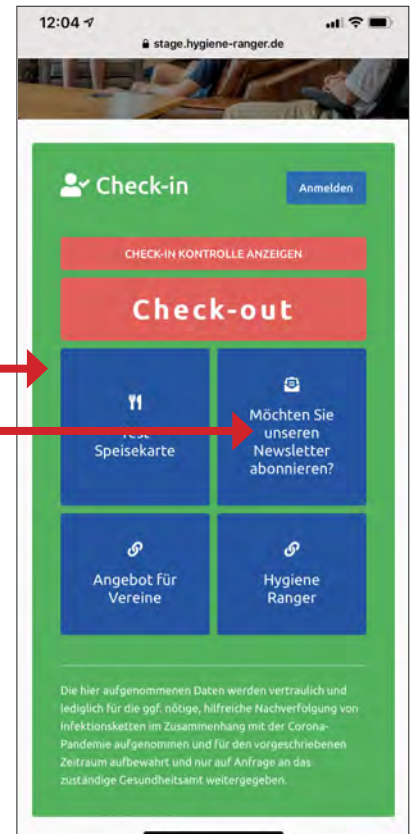 12:04
stage.hygiene-ranger.de
Check-in
Anmelden
CHECK-IN KONTROLLE ANZEIGEN
Check-out
Test
Speisekarte
Möchten Sie
unseren
Newsletter
abonnieren?
Angebot für
Vereine
Hygiene
Ranger
Die hier aufgenommenen Daten werden vertraulich und
lediglich für die ggf. nötige, hilfreiche Nachverfolgung von
Infektionsketten im Zusammenhang mit der Corona-
Pandemie aufgenommen und für den vorgeschriebenen
Zeitraum aufbewahrt und nur auf Anfrage an das
zuständige Gesundheitsamt weitergegeben.